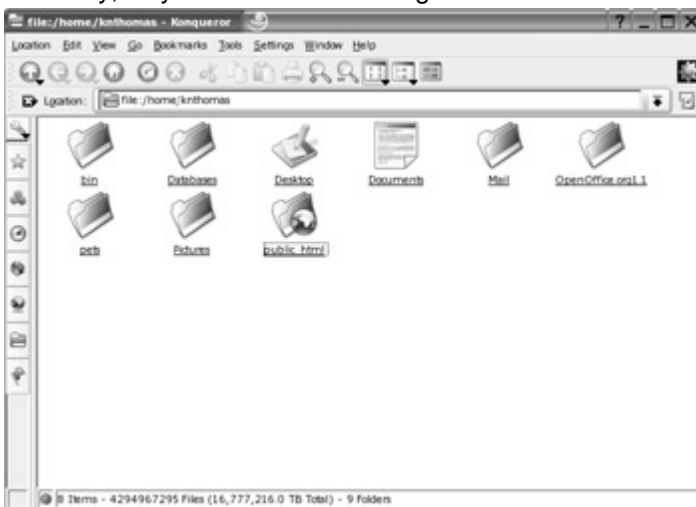 file:/home/knthomas - Konqueror
Location Edit View Go Bookmarks Tools Settings Window Help
Location: file:/home/knthomas
bin Databases Desktop Documents Mail OpenOffice.org1.1
pets Pictures public_html
8 Items - 4294967295 Files (16,777,216.0 TB Total) - 9 Folders